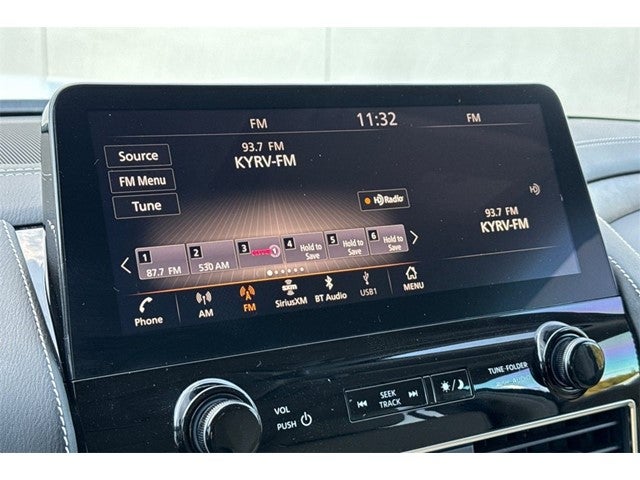 FM 11:32 FM
93.7 FM
KYRV-FM
Source
FM Menu
Tune
HD Radio
93.7 FM
KYRV-FM
1 2 3 4 5 6
87.7 FM 530 AM Hold to Save Hold to Save Hold to Save
Phone AM FM SiriusXM BT Audio USB1 MENU
VOL
PUSH
SEEK
TRACK
TUNE·FOLDER